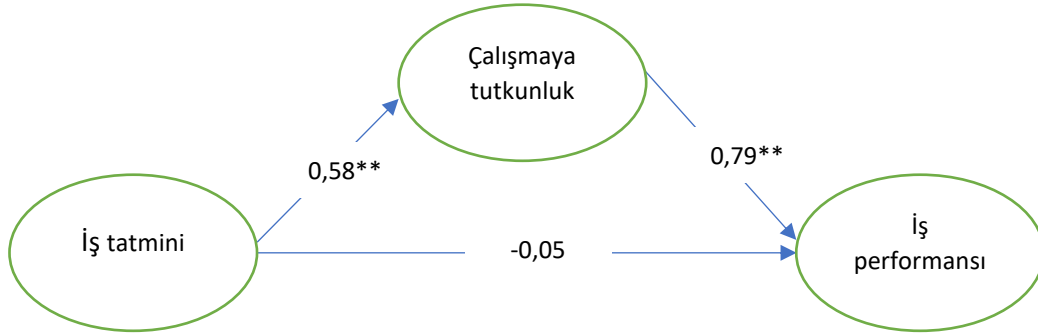 Çalışmaya
tutkunluk
0,58**
0,79**
İş tatmini
-0,05
İş
performansı